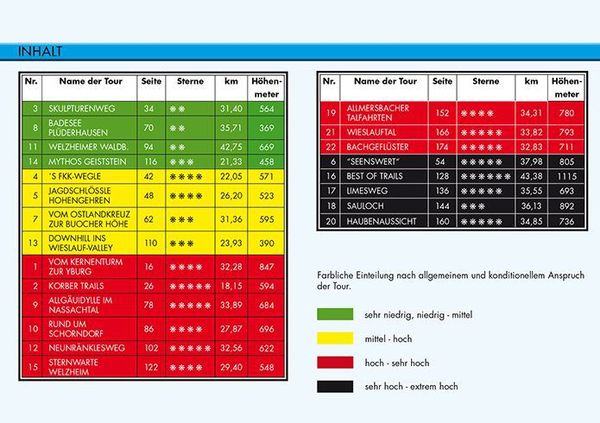 INHALT
Nr. Name der Tour Seite Sterne km Höhen-
meter
3 SKULPTURENWEG 34 ✳✳ 31,40 564
8 BADESEE
PLÜDERHAUSEN 70 ✳✳ 35,71 369
11 WELZHEIMER WALDB. 94 ✳✳ 42,75 669
14 MYTHOS GEISTSTEIN 116 ✳✳✳ 21,33 458
4 'S FKK-WEGLE 42 ✳✳✳✳ 22,05 571
5 JAGDSCHLÖSSLE
HOHENGEHREN 48 ✳✳✳✳ 26,20 523
7 VOM OSTLANDKREUZ
ZUR BUOCHER HÖHE 62 ✳✳✳ 31,36 595
13 DOWNHILL INS
WIESLAUF-VALLEY 110 ✳✳✳ 23,93 390
1 VOM KERNENTURM
ZUR YBURG 16 ✳✳✳✳ 32,28 847
2 KORBER TRAILS 26 ✳✳✳✳✳ 18,15 594
9 ALLGÄUIDYLLE IM
NASSACHTAL 78 ✳✳✳✳✳ 33,89 684
10 RUND UM
SCHORNDORF 86 ✳✳✳✳ 27,87 696
12 NEUNRÄNKLESWEG 102 ✳✳✳✳✳ 32,56 622
15 STERNWARTE
WELZHEIM 122 ✳✳✳✳ 29,40 548
Nr. Name der Tour Seite Sterne km Höhen-
meter
19 ALLMERSBACHER
TALFAHRTEN 152 ✳✳✳✳ 34,31 780
21 WIESLAUFTAL 166 ✳✳✳✳✳ 33,82 793
22 BACHGEFLÜSTER 174 ✳✳✳✳✳ 32,83 711
6 "SEENSWERT" 54 ✳✳✳✳ 37,98 805
16 BEST OF TRAILS 128 ✳✳✳✳✳✳ 43,38 1115
17 LIMESWEG 136 ✳✳✳✳✳ 35,55 693
18 SAULOCH 144 ✳✳✳ 36,13 892
20 HAUBENAUSSICHT 160 ✳✳✳✳ 34,85 736
Farbliche Einteilung nach allgemeinem und konditionellem Anspruch
der Tour.
sehr niedrig, niedrig - mittel
mittel - hoch
hoch - sehr hoch
sehr hoch - extrem hoch